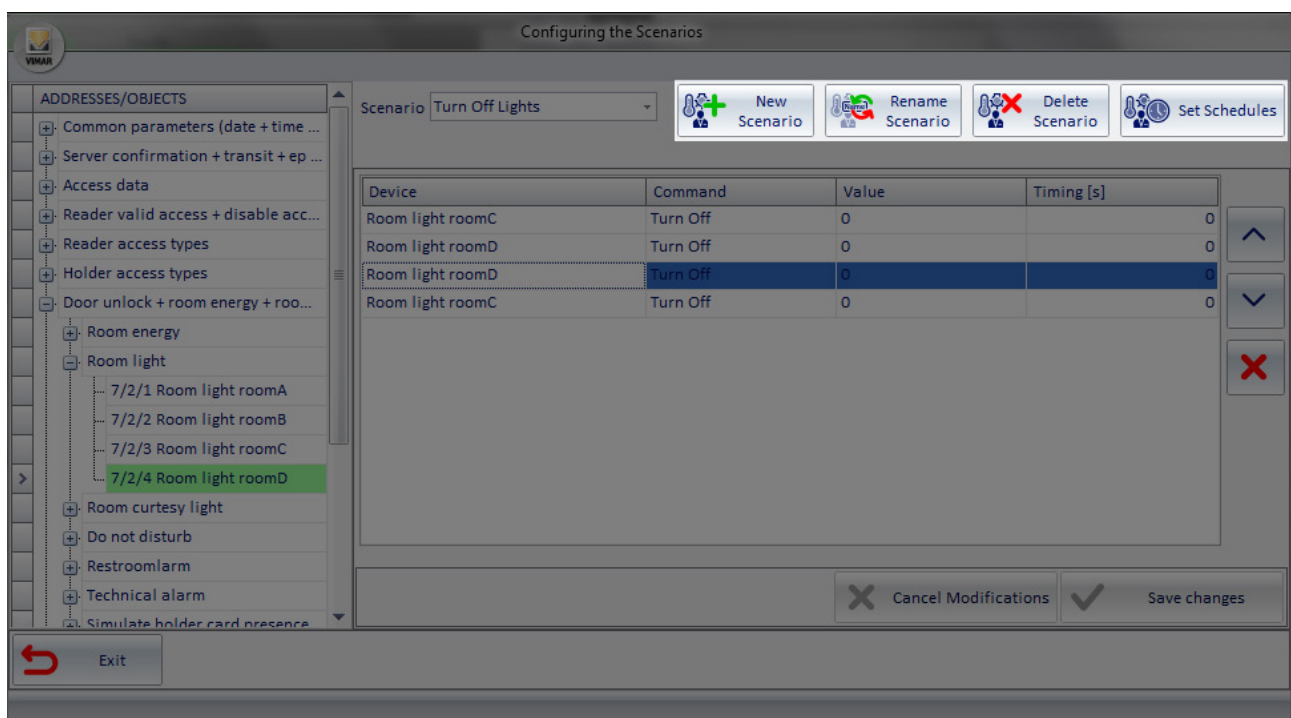 Configuring the Scenarios
VIMAR
ADDRESSES/OBJECTS
Common parameters (date + time ...
Server confirmation + transit + ep ...
Access data
Reader valid access + disable acc...
Reader access types
Holder access types
Door unlock + room energy + roo...
Room energy
Room light
7/2/1 Room light roomA
7/2/2 Room light roomB
7/2/3 Room light roomC
7/2/4 Room light roomD
Room curtesy light
Do not disturb
Restroomlarm
Technical alarm
Simulate holder card presence
Scenario Turn Off Lights
New
Scenario
Name
Rename
Scenario
Delete
Scenario
Set Schedules
Device Command Value Timing [s]
Room light roomC Turn Off 0 0
Room light roomD Turn Off 0 0
Room light roomD Turn Off 0 0
Room light roomC Turn Off 0 0
Cancel Modifications Save changes
Exit